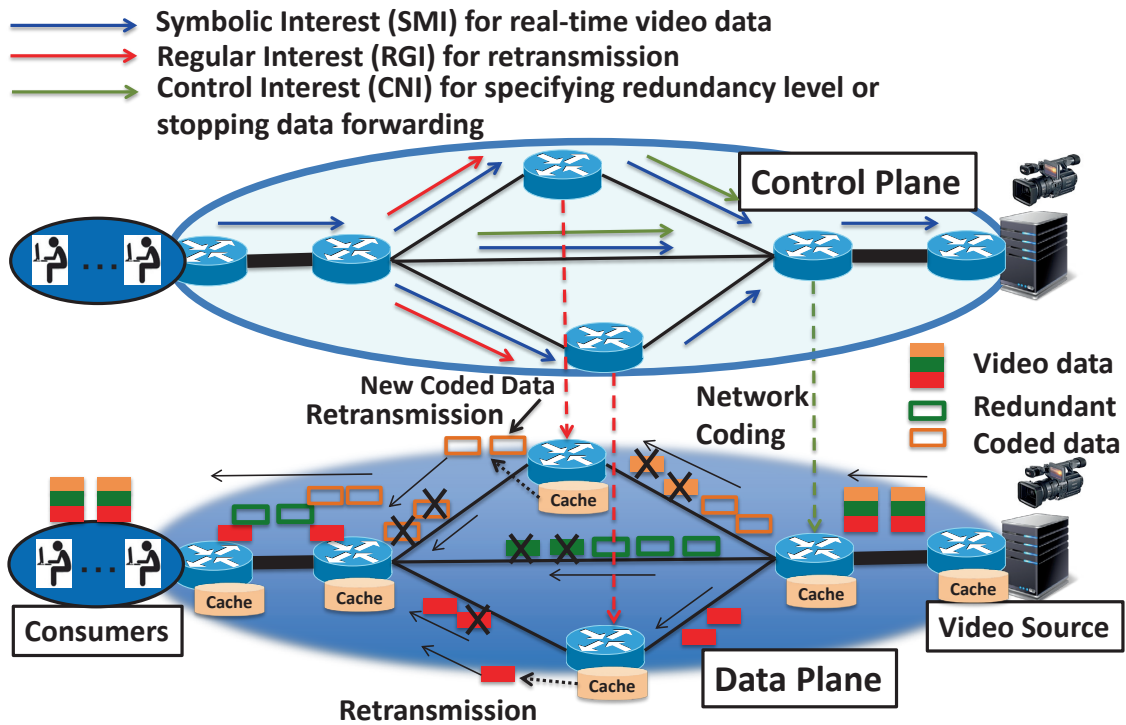 Symbolic Interest (SMI) for real-time video data
Regular Interest (RGI) for retransmission
Control Interest (CNI) for specifying redundancy level or
stopping data forwarding
Control Plane
...
New Coded Data
Retransmission
Network
Coding
Video data
Redundant
Coded data
Cache
...
Cache
Cache
Cache
Cache
Consumers
Video Source
Cache
Data Plane
Retransmission